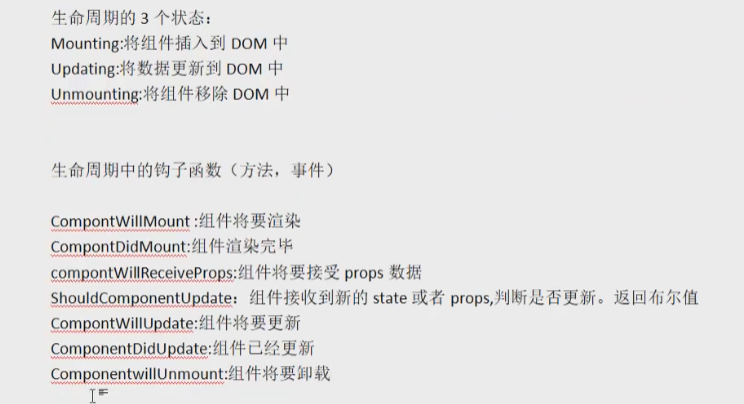 生命周期的 3 个状态：
Mounting:将组件插入到 DOM 中
Updating:将数据更新到 DOM 中
Unmounting:将组件移除 DOM 中
生命周期中的钩子函数（方法，事件）
CompontWillMount :组件将要渲染
CompontDidMount:组件渲染完毕
compontWillReceiveProps:组件将要接受 props 数据
ShouldComponentUpdate：组件接收到新的 state 或者 props,判断是否更新。返回布尔值
CompontWillUpdate:组件将要更新
ComponentDidUpdate:组件已经更新
ComponentwillUnmount:组件将要卸载